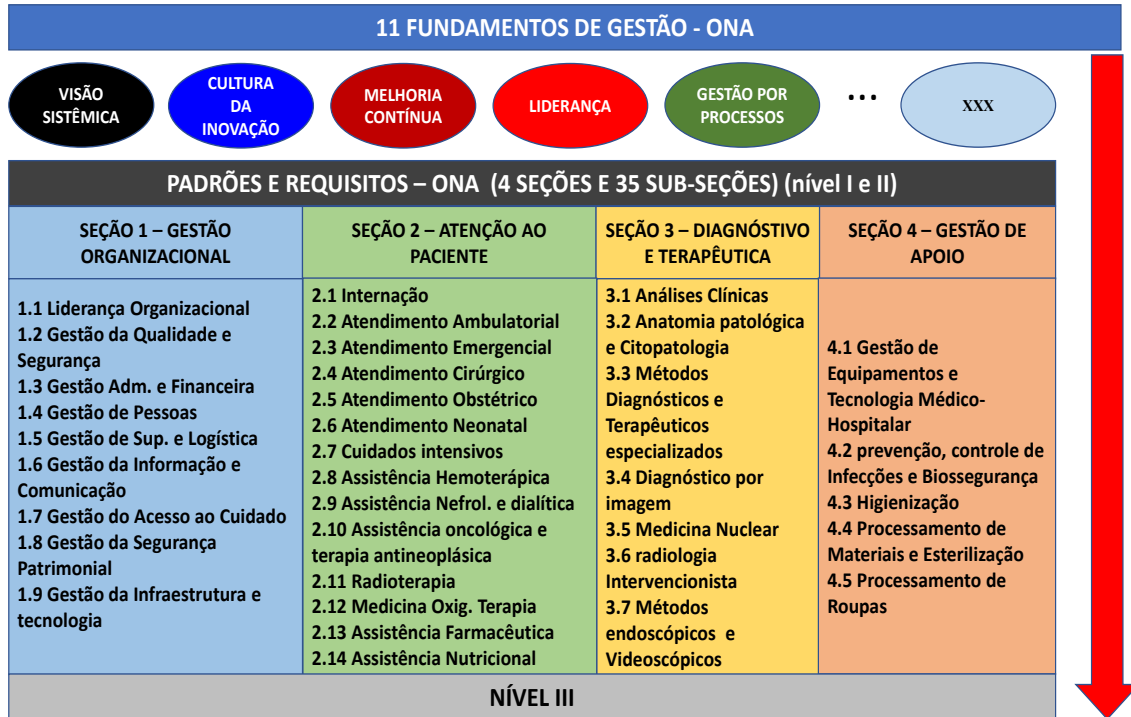 11 FUNDAMENTOS DE GESTÃO - ONA
VISÃO
SISTÊMICA
CULTURA
DA
INOVAÇÃO
MELHORIA
CONTÍNUA
LIDERANÇA
GESTÃO POR
PROCESSOS
...
XXX
PADRÕES E REQUISITOS – ONA (4 SEÇÕES E 35 SUB-SEÇÕES) (nível I e II)
SEÇÃO 1 – GESTÃO
ORGANIZACIONAL
1.1 Liderança Organizacional
1.2 Gestão da Qualidade e
Segurança
1.3 Gestão Adm. e Financeira
1.4 Gestão de Pessoas
1.5 Gestão de Sup. e Logística
1.6 Gestão da Informação e
Comunicação
1.7 Gestão do Acesso ao Cuidado
1.8 Gestão da Segurança
Patrimonial
1.9 Gestão da Infraestrutura e
tecnologia
SEÇÃO 2 – ATENÇÃO AO
PACIENTE
2.1 Internação
2.2 Atendimento Ambulatorial
2.3 Atendimento Emergencial
2.4 Atendimento Cirúrgico
2.5 Atendimento Obstétrico
2.6 Atendimento Neonatal
2.7 Cuidados intensivos
2.8 Assistência Hemoterápica
2.9 Assistência Nefrol. e dialítica
2.10 Assistência oncológica e
terapia antineoplásica
2.11 Radioterapia
2.12 Medicina Oxig. Terapia
2.13 Assistência Farmacêutica
2.14 Assistência Nutricional
SEÇÃO 3 – DIAGNÓSTIVO
E TERAPÊUTICA
3.1 Análises Clínicas
3.2 Anatomia patológica
e Citopatologia
3.3 Métodos
Diagnósticos e
Terapêuticos
especializados
3.4 Diagnóstico por
imagem
3.5 Medicina Nuclear
3.6 radiologia
Intervencionista
3.7 Métodos
endoscópicos e
Videoscópicos
SEÇÃO 4 – GESTÃO DE
APOIO
4.1 Gestão de
Equipamentos e
Tecnologia Médico-
Hospitalar
4.2 prevenção, controle de
Infecções e Biossegurança
4.3 Higienização
4.4 Processamento de
Materiais e Esterilização
4.5 Processamento de
Roupas
NÍVEL III